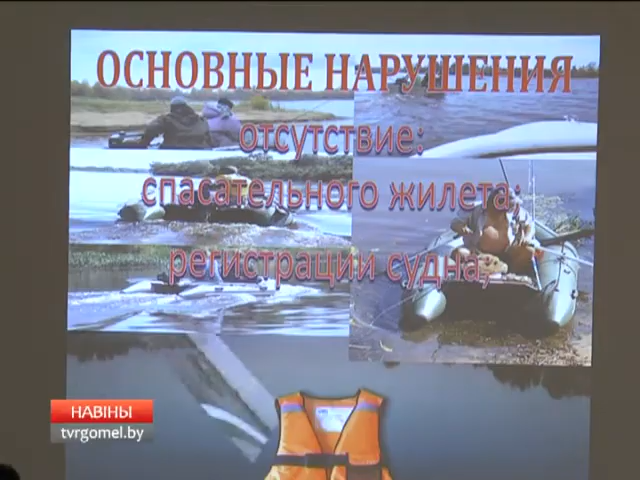 ОСНОВНЫЕ НАРУШЕНИЯ
отсутствие:
спасательного жилета;
регистрации судна,
НАВІНЫ
tvrgomel.by